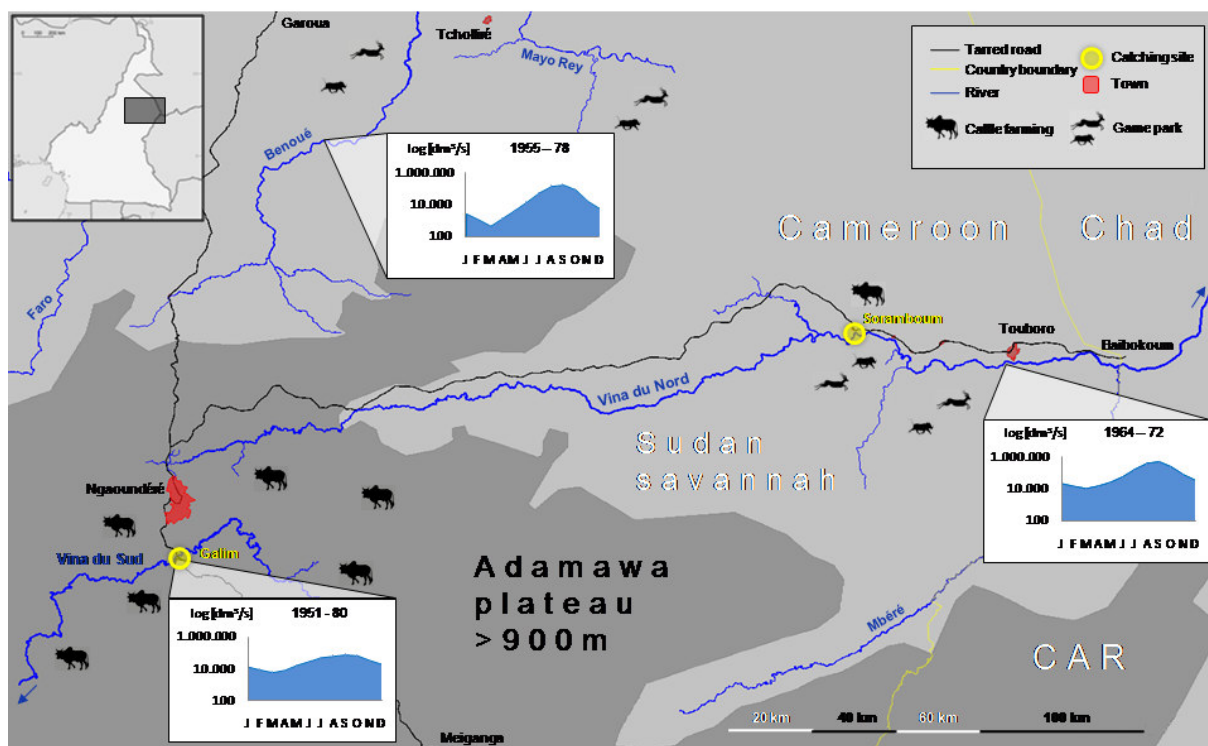 Garoua
Tcholliré
Mayo Rey
Benoué
Faro
Tarred road
Country boundary
River
Cattle farming
Catching site
Town
Game park
log [dm³/s] 1955 – 78
1.000.000
10.000
100
J F M A M J J A S O N D
Cameroon
Chad
Soramboum
Touboro
Baibokoum
Vina du Nord
Sudan
savannah
log [dm³/s] 1964 – 72
1.000.000
10.000
100
J F M A M J J A S O N D
Ngaoundéré
Vina du Sud
Galim
log [dm³/s] 1951 - 80
1.000.000
10.000
100
J F M A M J J A S O N D
Adamawa
plateau
>900m
Mbéré
CAR
20 km 40 km 60 km 100 km
Meiganga